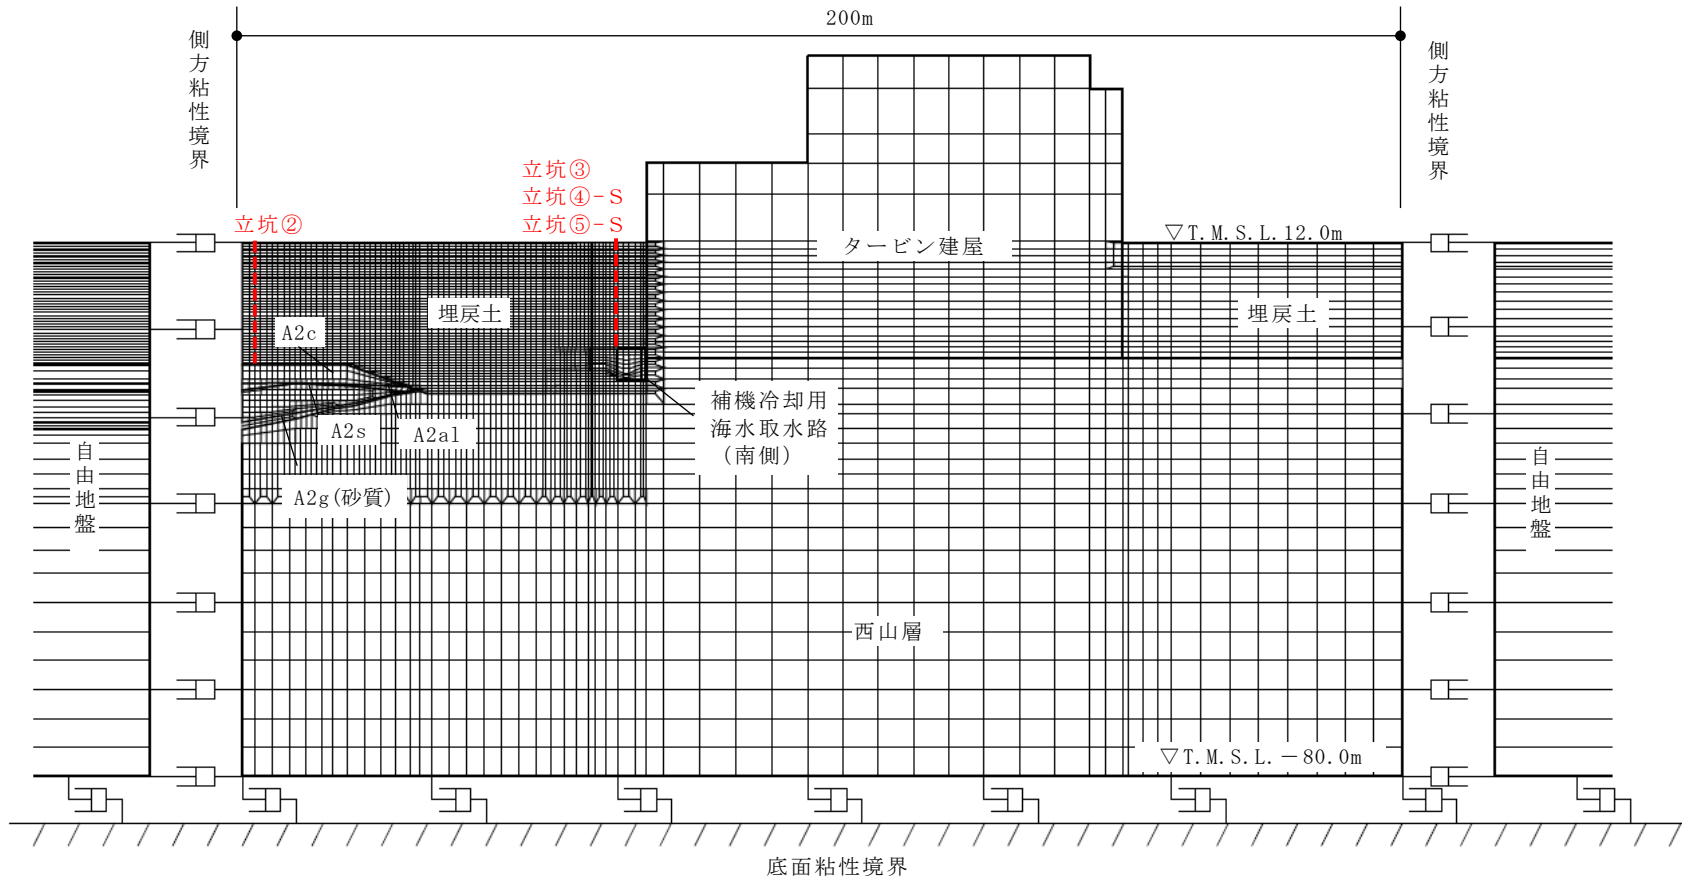 200m
側方粘性境界
側方粘性境界
立坑③
立坑④-S
立坑⑤-S
立坑②
▽T.M.S.L.12.0m
タービン建屋
埋戻土
埋戻土
A2c
補機冷却用
海水取水路
(南側)
A2s
A2al
A2g(砂質)
自由地盤
自由地盤
西山層
▽T.M.S.L.-80.0m
底面粘性境界